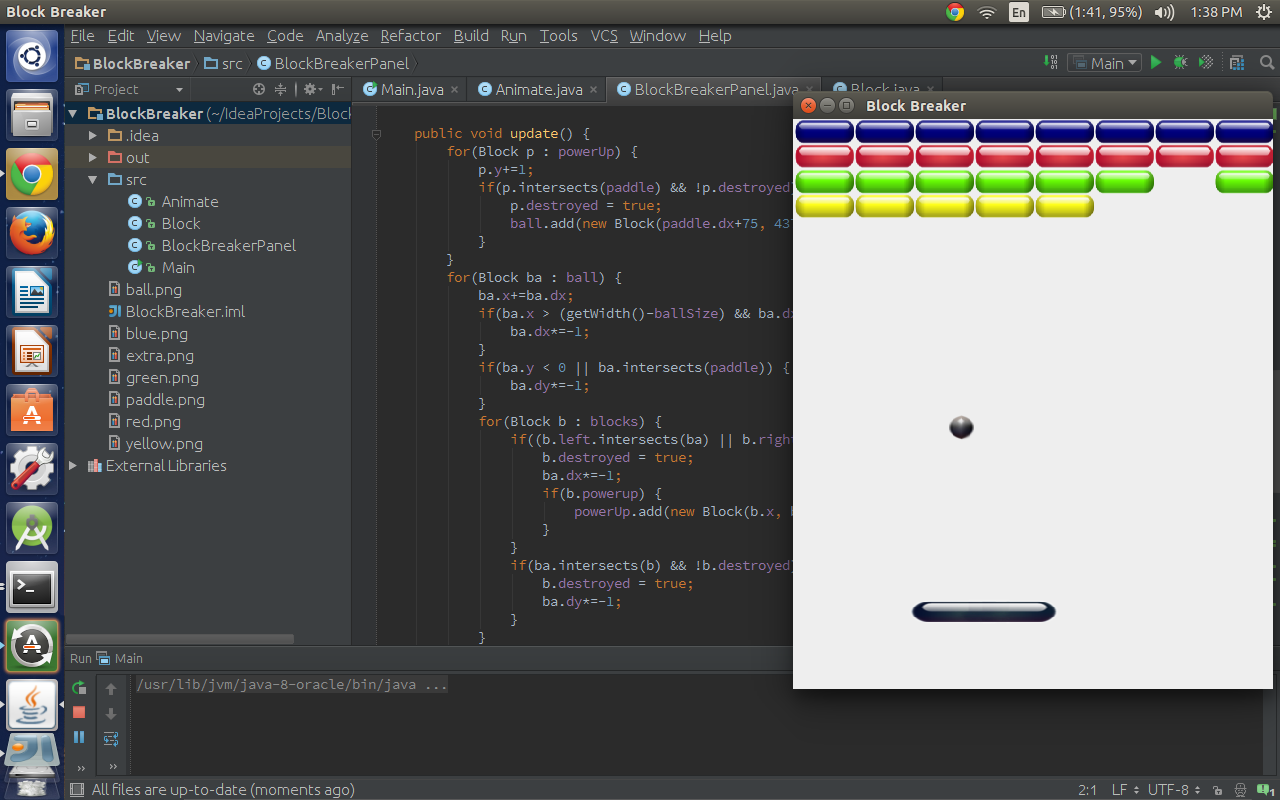 Block Breaker
En
(1:41, 95%)
1:38 PM
File Edit View Navigate Code Analyze Refactor Build Run Tools VCS Window Help
BlockBreaker
src
BlockBreakerPanel
Main
Project
Main.java
Animate.java
BlockBreakerPanel.java
Block.java
BlockBreaker (~/IdeaProjects/Block
.idea
out
src
Animate
Block
BlockBreakerPanel
Main
ball.png
BlockBreaker.iml
blue.png
extra.png
green.png
paddle.png
red.png
yellow.png
External Libraries
public void update() {
for(Block p : powerUp) {
p.y+=1;
if(p.intersects(paddle) && !p.destroyed)
p.destroyed = true;
ball.add(new Block(paddle.dx+75, 437
}
}
for(Block ba : ball) {
ba.x+=ba.dx;
if(ba.x > (getWidth()-ballSize) && ba.dx
ba.dx*=-1;
}
if(ba.y < 0 || ba.intersects(paddle)) {
ba.dy*=-1;
}
for(Block b : blocks) {
if((b.left.intersects(ba) || b.righ
b.destroyed = true;
ba.dx*=-1;
if(b.powerup) {
powerUp.add(new Block(b.x,
}
}
if(ba.intersects(b) && !b.destroyed)
b.destroyed = true;
ba.dy*=-1;
}
}
Block Breaker
Run Main
/usr/lib/jvm/java-8-oracle/bin/java ...
All files are up-to-date (moments ago)
2:1 LF UTF-8
1